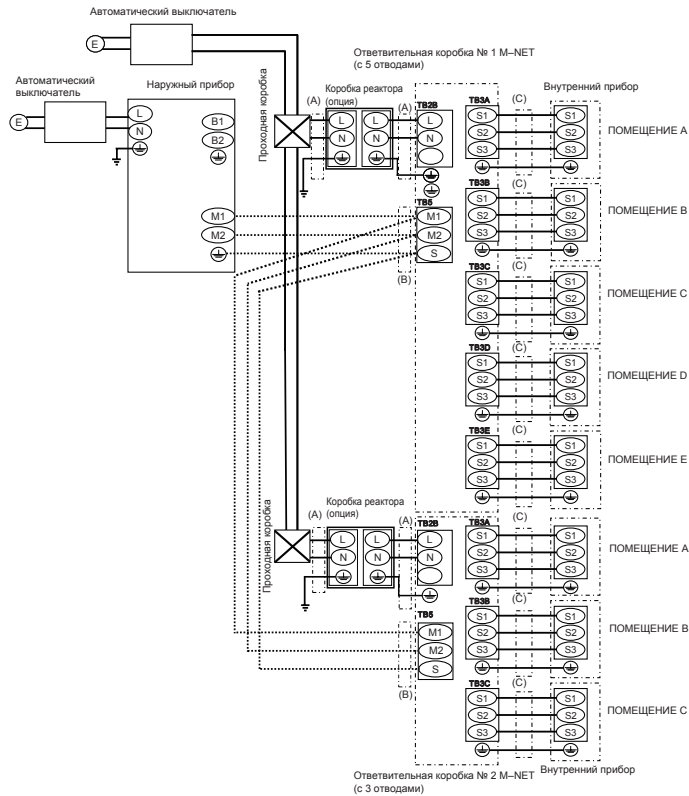 Автоматический выключатель
E
Автоматический
выключатель
E
Наружный прибор
L
N
B1
B2
M1
M2
Проходная коробка
Ответвительная коробка № 1 M–NET
(с 5 отводами)
Коробка реактора
(опция)
(A)
(A)
L
N
L
N
TB2B
L
N
TB5
M1
M2
S
(B)
Внутренний прибор
TB3A
(C)
S1
S1
S2
S2
S3
S3
ПОМЕЩЕНИЕ A
TB3B
(C)
S1
S1
S2
S2
S3
S3
ПОМЕЩЕНИЕ B
TB3C
(C)
S1
S1
S2
S2
S3
S3
ПОМЕЩЕНИЕ C
TB3D
(C)
S1
S1
S2
S2
S3
S3
ПОМЕЩЕНИЕ D
TB3E
(C)
S1
S1
S2
S2
S3
S3
ПОМЕЩЕНИЕ E
Проходная коробка
Коробка реактора
(опция)
(A)
(A)
L
N
L
N
TB2B
L
N
TB5
M1
M2
S
(B)
TB3A
(C)
S1
S1
S2
S2
S3
S3
ПОМЕЩЕНИЕ A
TB3B
(C)
S1
S1
S2
S2
S3
S3
ПОМЕЩЕНИЕ B
TB3C
(C)
S1
S1
S2
S2
S3
S3
ПОМЕЩЕНИЕ C
Внутренний прибор
Ответвительная коробка № 2 M–NET
(с 3 отводами)